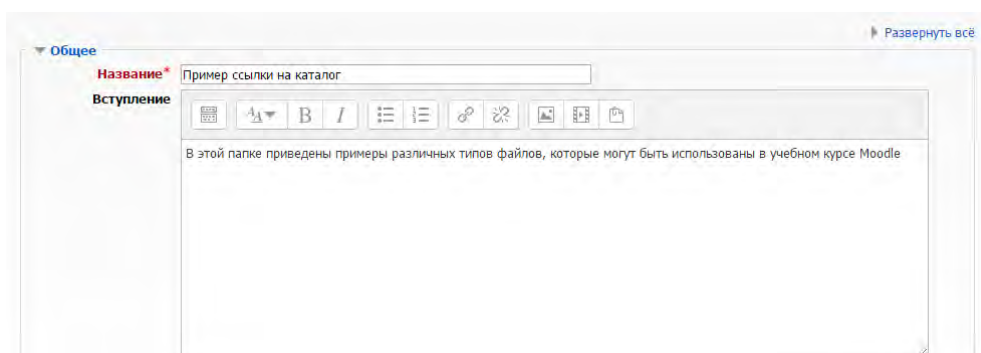 Развернуть всё
Общее
Название*
Пример ссылки на каталог
Вступление
В этой папке приведены примеры различных типов файлов, которые могут быть использованы в учебном курсе Moodle